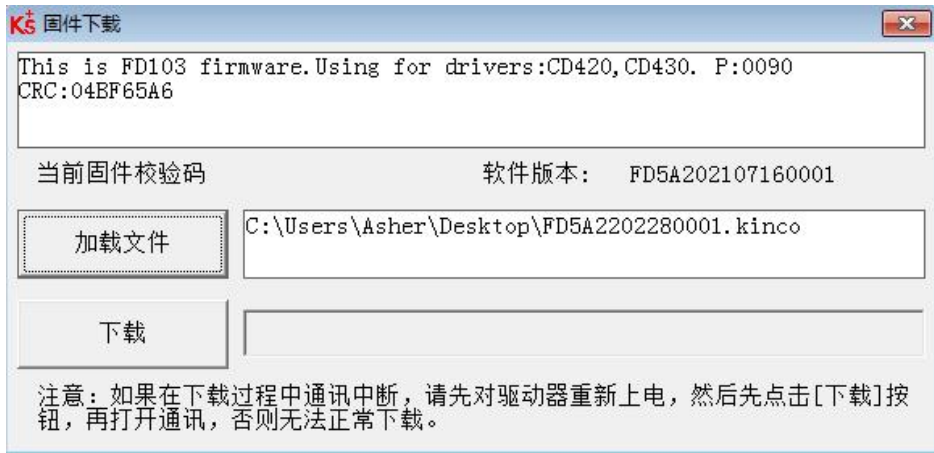 K5+ 固件下载
This is FD103 firmware.Using for drivers:CD420,CD430. P:0090
CRC:04BF65A6
当前固件校验码 软件版本: FD5A202107160001
加载文件 C:\Users\Asher\Desktop\FD5A2202280001.kinco
下载
注意: 如果在下载过程中通讯中断，请先对驱动器重新上电，然后先点击[下载]按
钮，再打开通讯，否则无法正常下载。